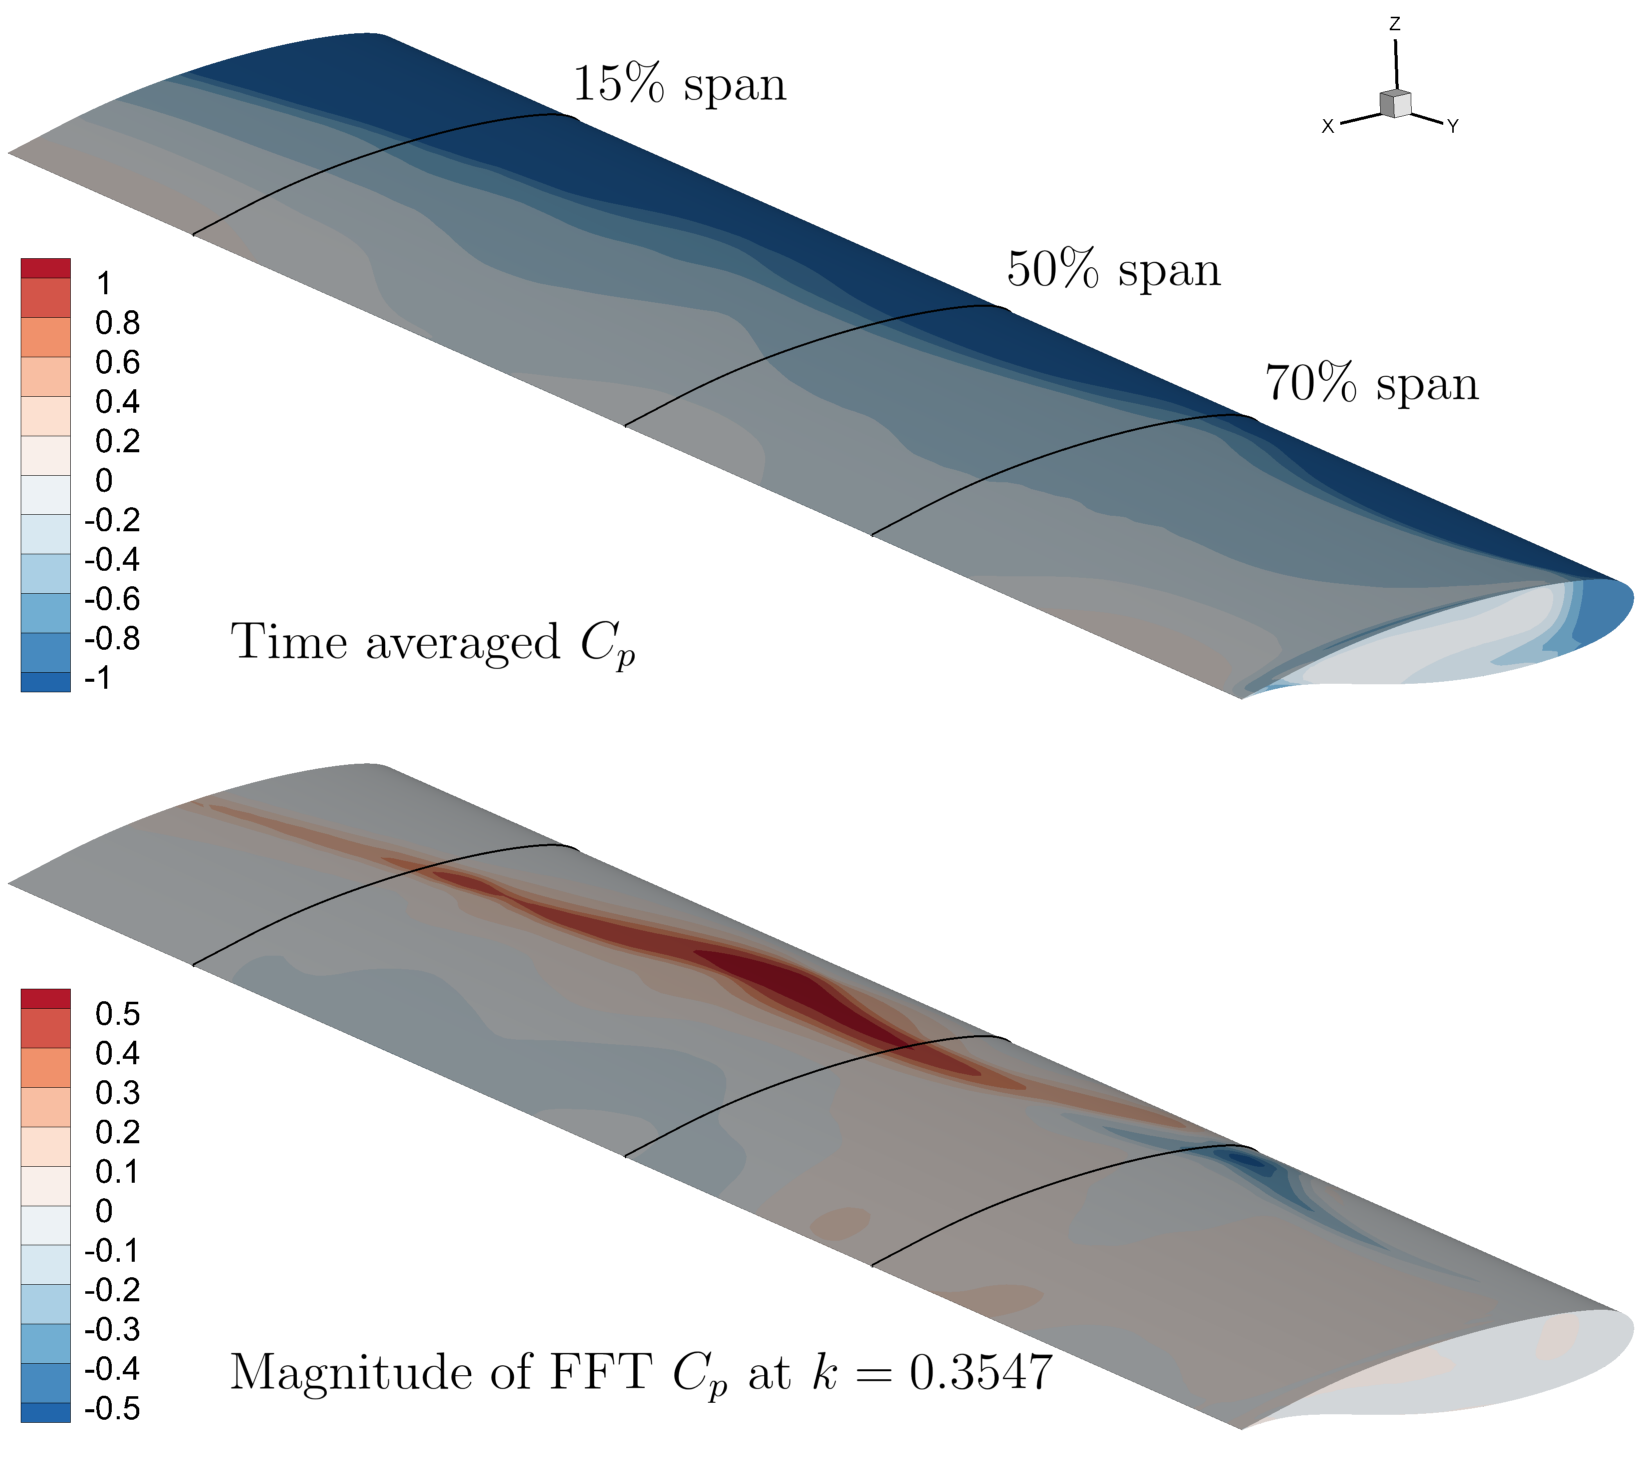 Z
X
Y
15% span
50% span
70% span
1
0.8
0.6
0.4
0.2
0
-0.2
-0.4
-0.6
-0.8
-1
Time averaged C_p
0.5
0.4
0.3
0.2
0.1
0
-0.1
-0.2
-0.3
-0.4
-0.5
Magnitude of FFT C_p at k = 0.3547